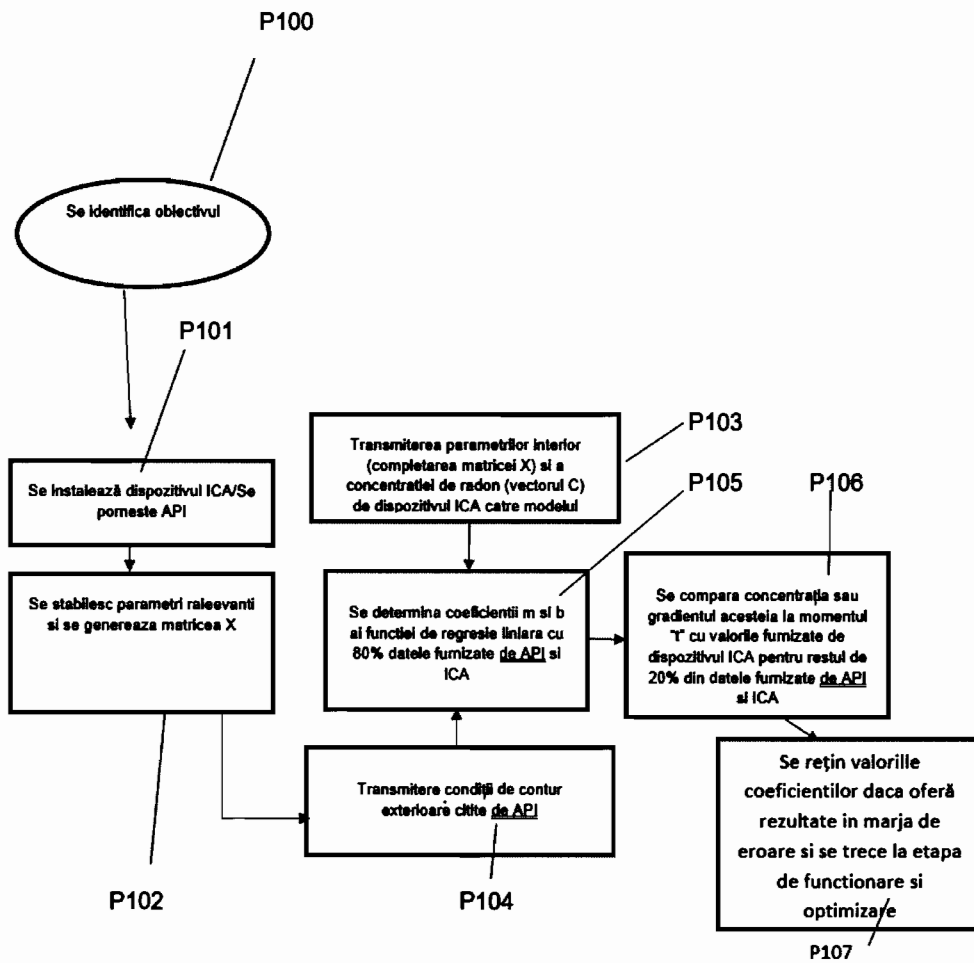 P100
Se identifica obiectivul
P101
Se instalează dispozitivul ICA/Se
porneste API
P102
Se stabilesc parametri raleevanti
si se genereaza matricea X
P103
Transmiterea parametrilor interior
(completarea matricei X) si a
concentratiei de radon (vectorul C)
de dispozitivul ICA catre modelul
P105
Se determina coeficientii m si b
ai functiei de regresie liniara cu
80% datele furnizate de API si
ICA
P104
Transmitere condiții de contur
exterioare citite de API
P106
Se compara concentrația sau
gradientul acesteia la momentul
"t" cu valorile furnizate de
dispozitivul ICA pentru restul de
20% din datele furnizate de API
si ICA
Se rețin valoriile
coeficientilor daca oferă
rezultate in marja de
eroare si se trece la etapa
de functionare si
optimizare
P107